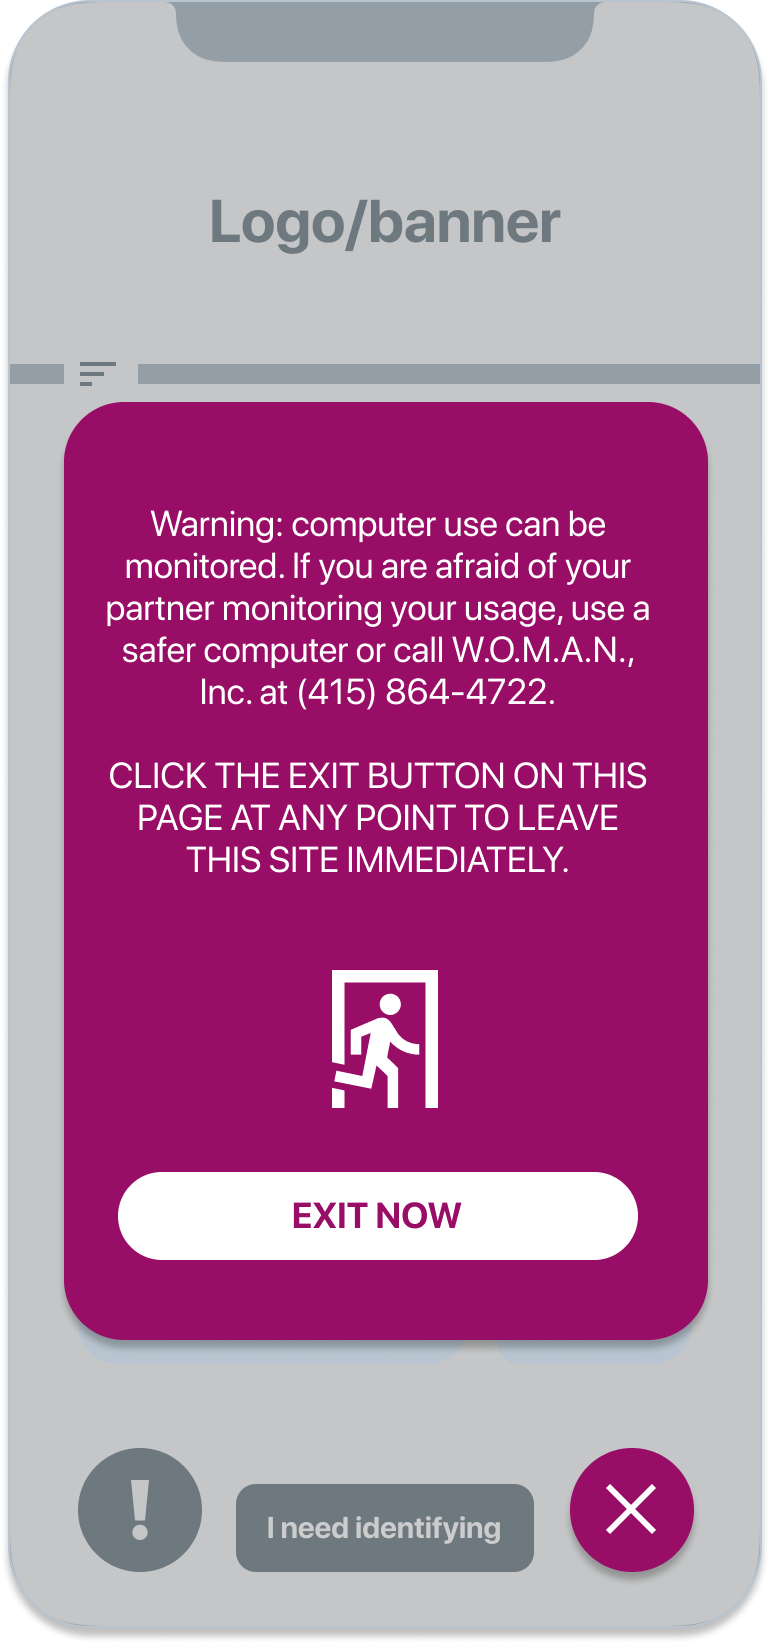 Logo/banner
Warning: computer use can be
monitored. If you are afraid of your
partner monitoring your usage, use a
safer computer or call W.O.M.A.N.,
Inc. at (415) 864-4722.
CLICK THE EXIT BUTTON ON THIS
PAGE AT ANY POINT TO LEAVE
THIS SITE IMMEDIATELY.
EXIT NOW
!
I need identifying